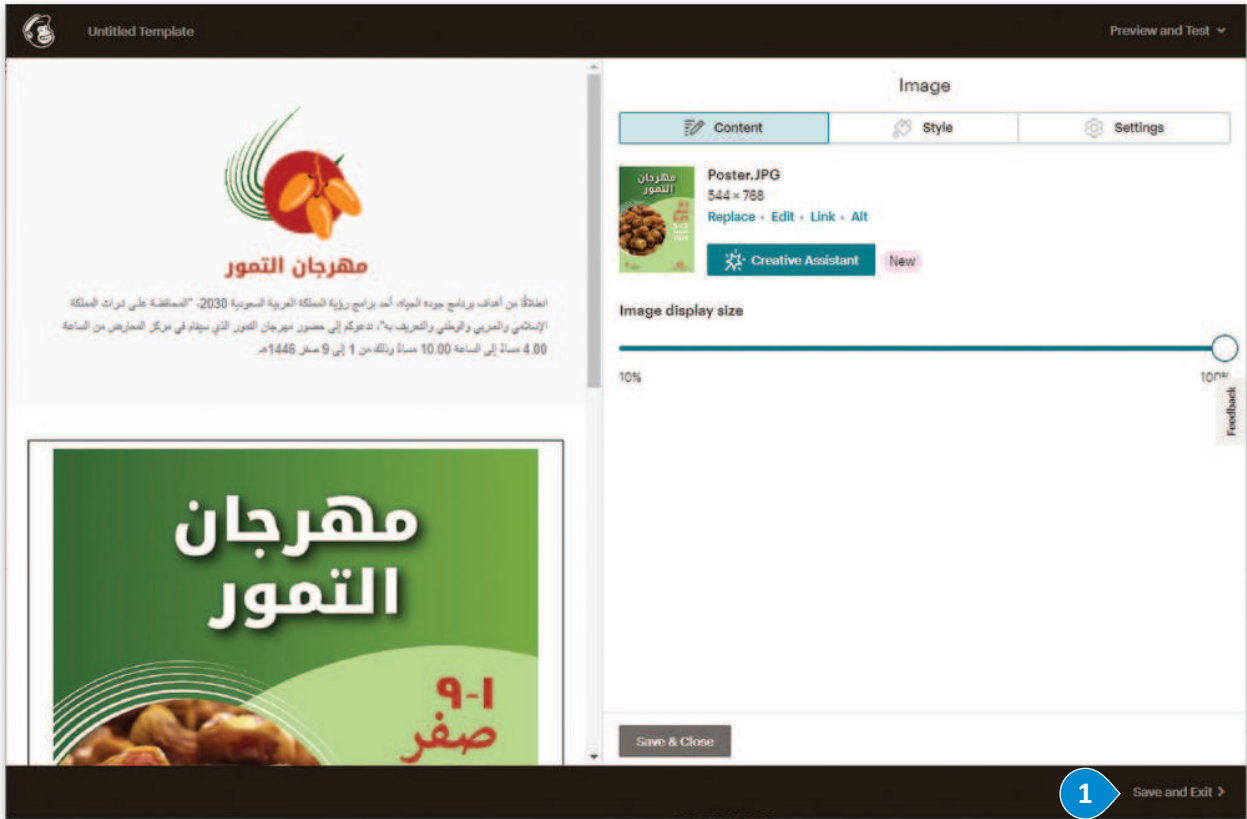 Untitled Template
Preview and Test
مهرجان التمور
انطلاقًا من أهداف برنامج جودة الحياة، أحد برامج رؤية المملكة العربية السعودية 2030، "المحافظة على تراث المملكة
الإسلامي والعربي والوطني والتعريف به"، ندعوكم إلى حضور مهرجان التمور الذي سيقام في مركز المعارض من الساعة
4.00 مساءً إلى الساعة 10.00 مساءً وذلك من 1 إلى 9 صفر 1446هـ.
مهرجان
التمور
٩-١
صفر
Image
Content
Style
Settings
مهرجان
التمور
Poster.JPG
544 × 768
Replace · Edit · Link · Alt
Creative Assistant
New
Image display size
10%
100%
Feedback
Save & Close
1
Save and Exit